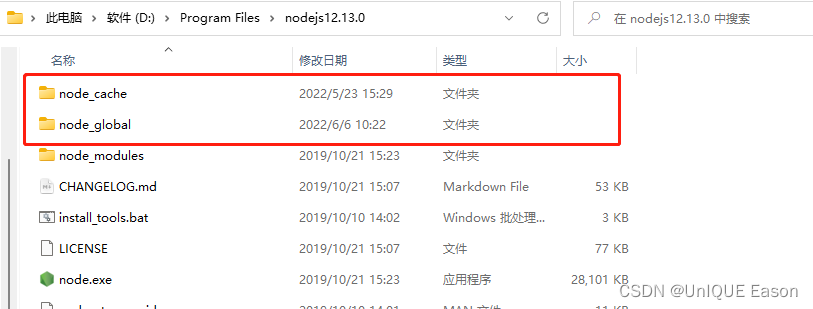 此电脑 > 软件 (D:) > Program Files > nodejs12.13.0 在 nodejs12.13.0 中搜索
名称 修改日期 类型 大小
node_cache 2022/5/23 15:29 文件夹
node_global 2022/6/6 10:22 文件夹
node_modules 2019/10/21 15:23 文件夹
CHANGELOG.md 2019/10/21 15:07 Markdown File 53 KB
install_tools.bat 2019/10/10 14:02 Windows 批处理... 3 KB
LICENSE 2019/10/21 15:07 文件 77 KB
node.exe 2019/10/21 15:23 应用程序 28,101 KB
CSDN @UnIQUE Eason